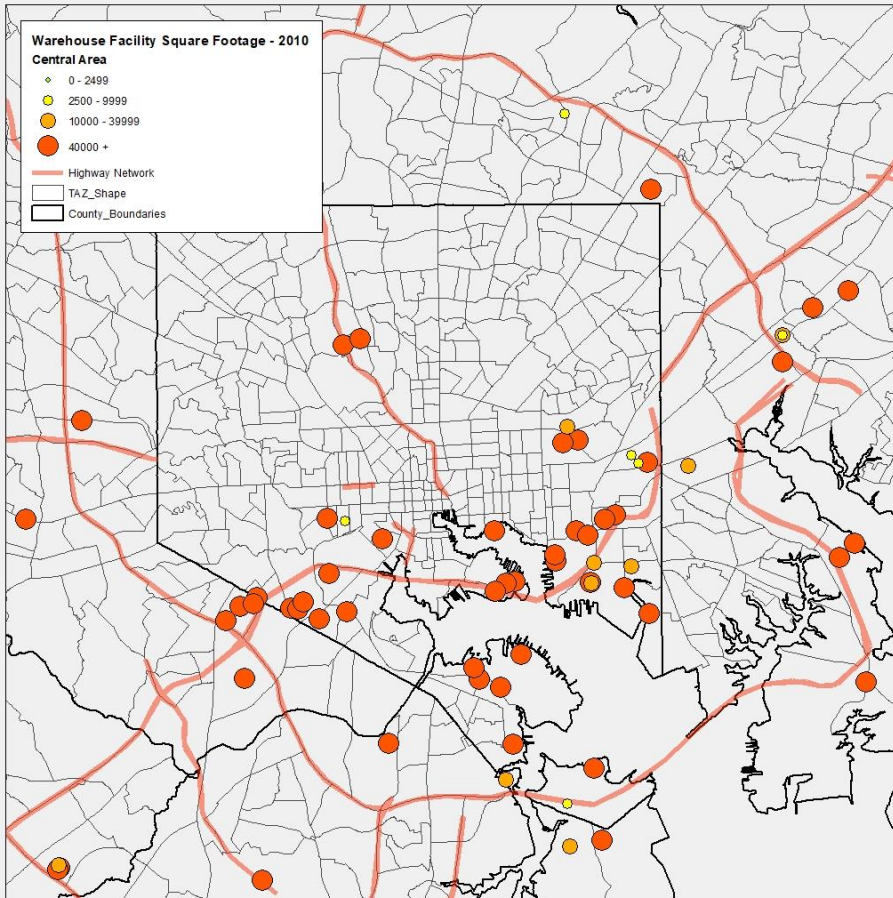 Warehouse Facility Square Footage - 2010
Central Area
0 - 2499
2500 - 9999
10000 - 39999
40000 +
Highway Network
TAZ_Shape
County_Boundaries